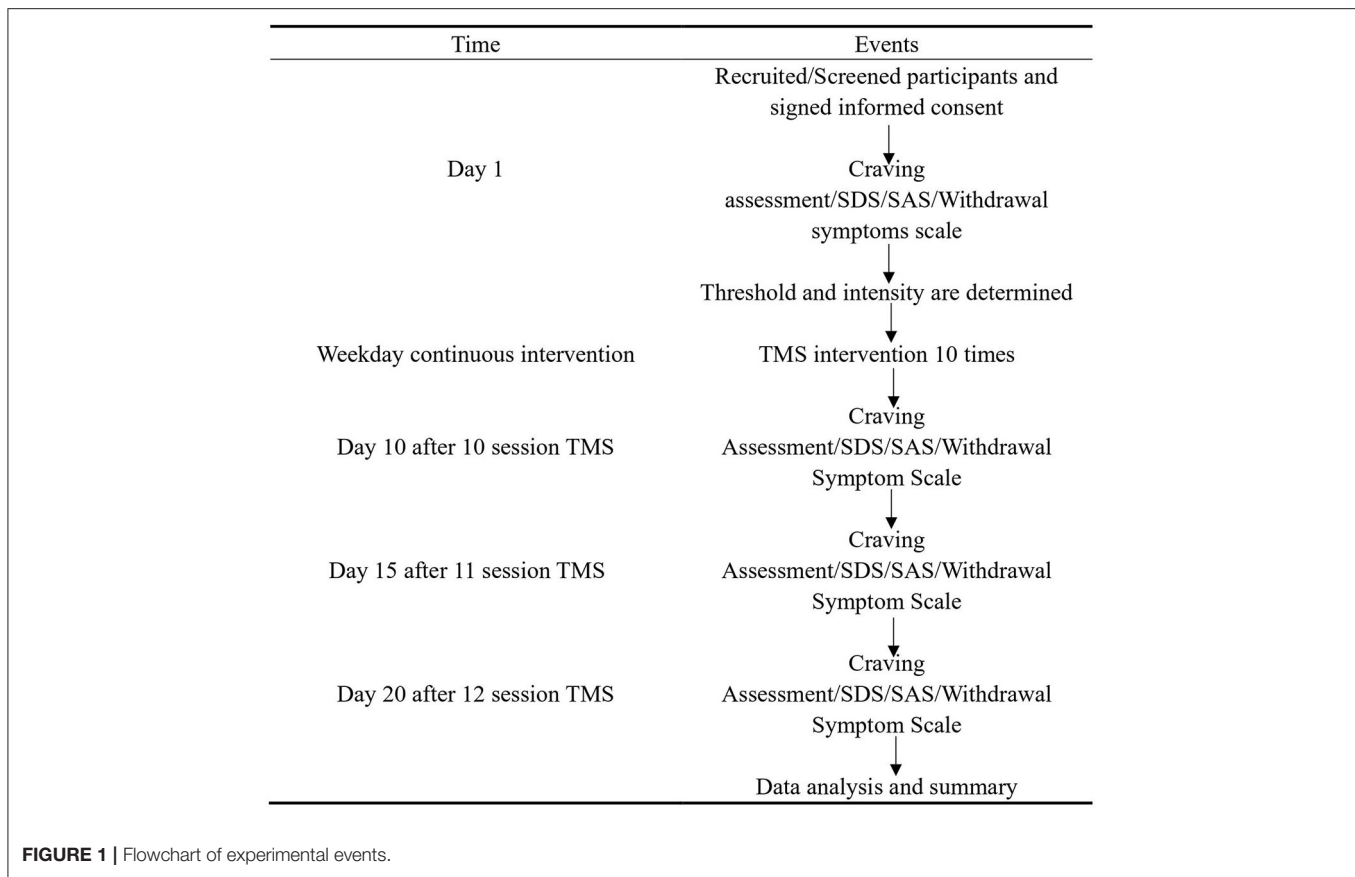 Time Events
Recruited/Screened participants and
signed informed consent
Day 1 Craving
assessment/SDS/SAS/Withdrawal
symptoms scale
Threshold and intensity are determined
Weekday continuous intervention TMS intervention 10 times
Craving
Day 10 after 10 session TMS Assessment/SDS/SAS/Withdrawal
Symptom Scale
Craving
Day 15 after 11 session TMS Assessment/SDS/SAS/Withdrawal
Symptom Scale
Craving
Day 20 after 12 session TMS Assessment/SDS/SAS/Withdrawal
Symptom Scale
Data analysis and summary
FIGURE 1 | Flowchart of experimental events.